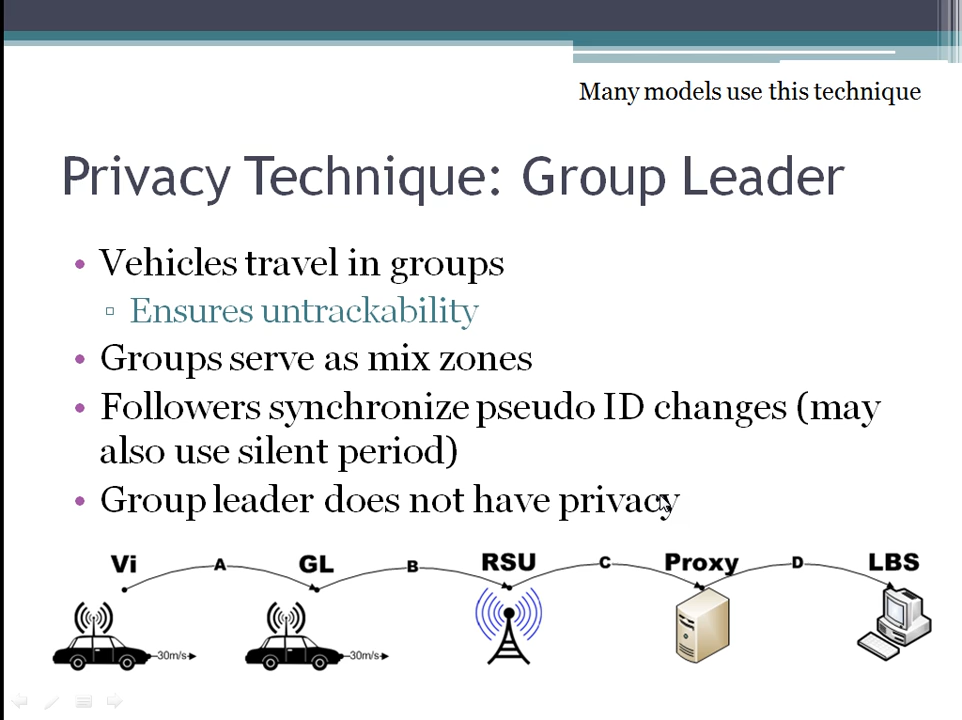 Many models use this technique
Privacy Technique: Group Leader
• Vehicles travel in groups
▫ Ensures untrackability
• Groups serve as mix zones
• Followers synchronize pseudo ID changes (may
also use silent period)
• Group leader does not have privacy
Vi A GL B RSU C Proxy D LBS
30m/s 30m/s